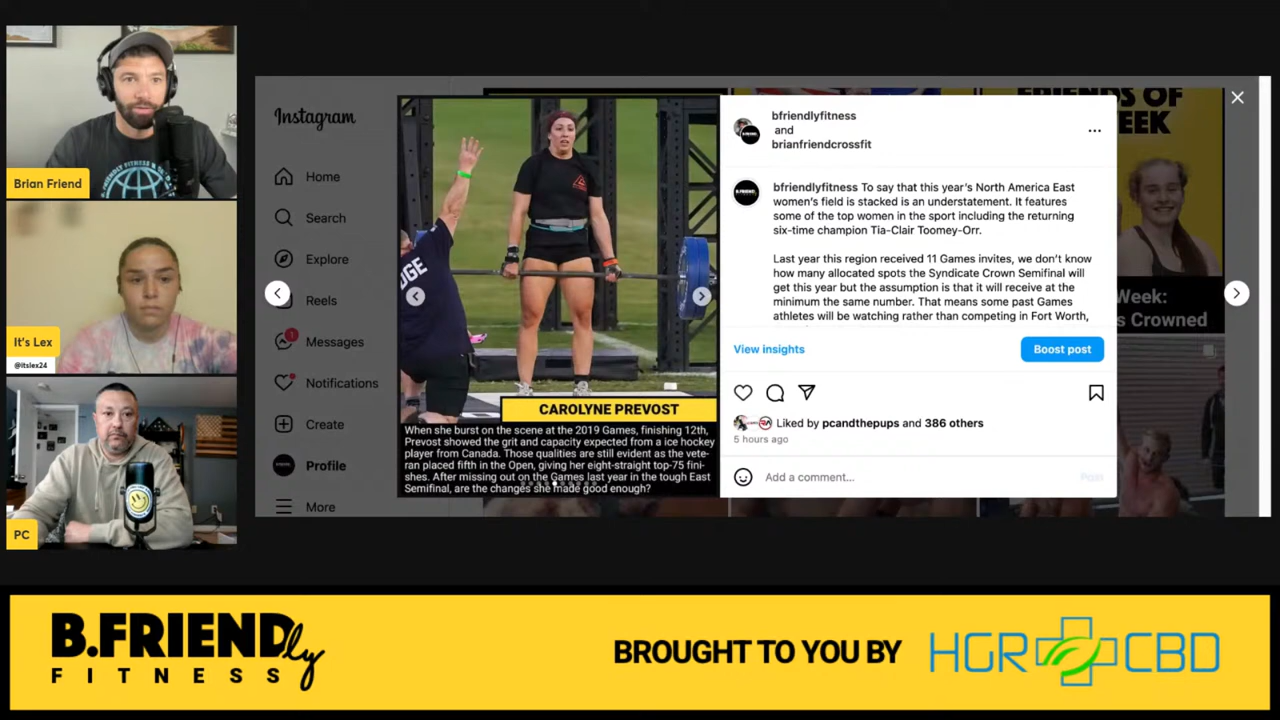 Brian Friend
It's Lex
@itslex24
PC
Instagram
Home
Search
Explore
Reels
1
Messages
Notifications
Create
Profile
More
DGE
CAROLYNE PREVOST
When she burst on the scene at the 2019 Games, finishing 12th,
Prevost showed the grit and capacity expected from a ice hockey
player from Canada. Those qualities are still evident as the vete-
ran placed fifth in the Open, giving her eight-straight top-75 fini-
shes. After missing out on the Games last year in the tough East
Semifinal, are the changes she made good enough?
bfriendlyfitness
and
brianfriendcrossfit
bfriendlyfitness To say that this year's North America East
women's field is stacked is an understatement. It features
some of the top women in the sport including the returning
six-time champion Tia-Clair Toomey-Orr.
Last year this region received 11 Games invites, we don't know
how many allocated spots the Syndicate Crown Semifinal will
get this year but the assumption is that it will receive at the
minimum the same number. That means some past Games
athletes will be watching rather than competing in Fort Worth,
View insights
Boost post
Liked by pcandthepups and 386 others
5 hours ago
Add a comment...
Post
FRIENDS OF
EEK
Week:
s Crowned
B.FRIENDly
FITNESS
BROUGHT TO YOU BY
HGR CBD